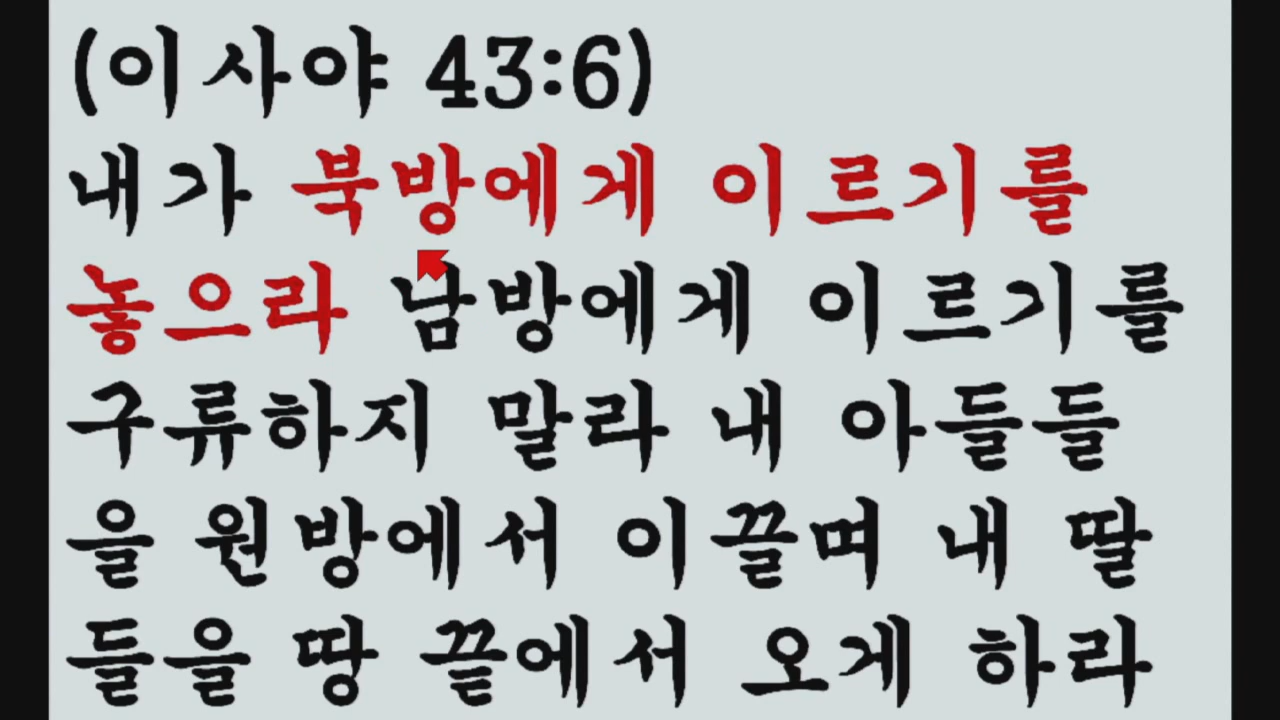 (이사야 43:6)
내가 북방에게 이르기를
놓으라 남방에게 이르기를
구류하지 말라 내 아들들
을 원방에서 이끌며 내 딸
들을 땅 끝에서 오게 하라